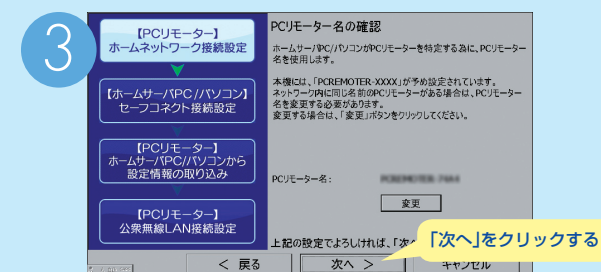 3
【PCリモーター】
ホームネットワーク接続設定
【ホームサーバPC/パソコン】
セーフコネクト接続設定
【PCリモーター】
ホームサーバPC/パソコンから
設定情報の取り込み
【PCリモーター】
公衆無線LAN接続設定
PCリモーター名の確認
ホームサーバPC/パソコンがPCリモーターを特定する為に、PCリモーター
名を使用します。
本機には、「PCREMOTER-XXXX」が予め設定されています。
ネットワーク内に同じ名前のPCリモーターがある場合は、PCリモーター
名を変更する必要があります。
変更する場合は、「変更」ボタンをクリックしてください。
PCリモーター名:
変更
上記の設定でよろしければ、「次へ
「次へ」をクリックする
< 戻る
次へ >
キャンセル